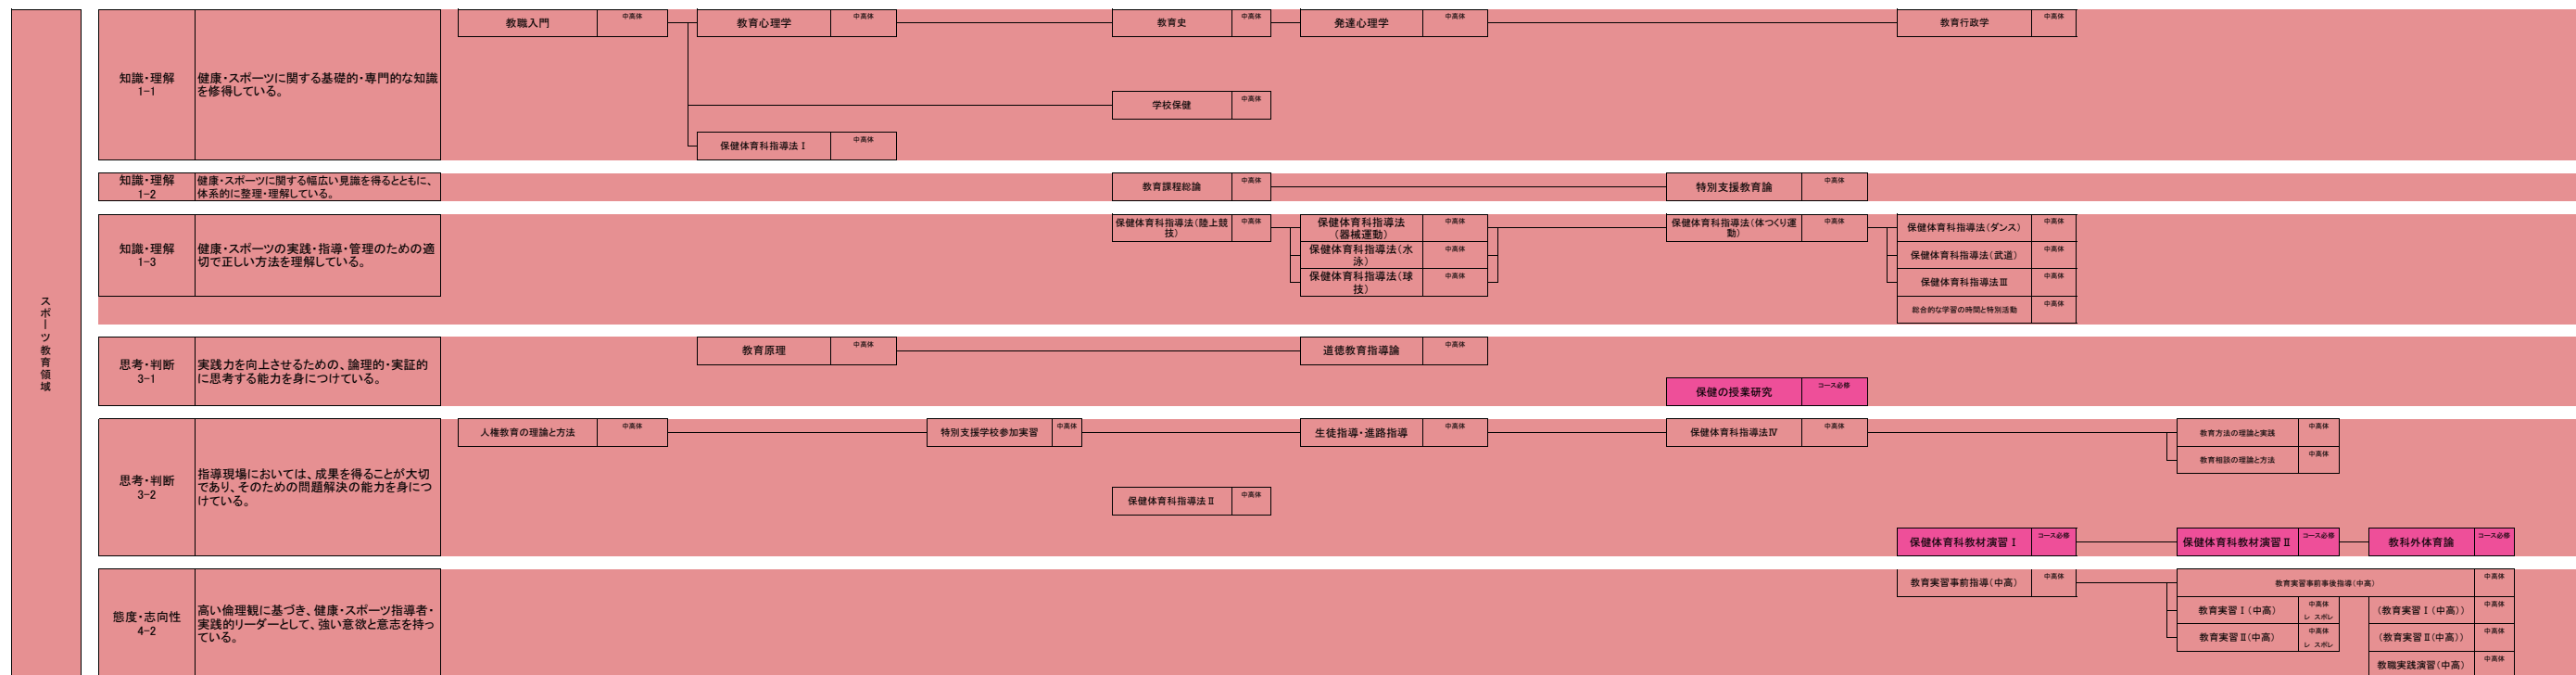 スポーツ教育領域
知識・理解
1-1
健康・スポーツに関する基礎的・専門的な知識
を修得している。
教職入門 中高体
教育心理学 中高体
教育史 中高体
発達心理学 中高体
教育行政学 中高体
学校保健 中高体
保健体育科指導法Ⅰ 中高体
知識・理解
1-2
健康・スポーツに関する幅広い見識を得るとともに、
体系的に整理・理解している。
教育課程総論 中高体
特別支援教育論 中高体
知識・理解
1-3
健康・スポーツの実践・指導・管理のための適
切で正しい方法を理解している。
保健体育科指導法(陸上競
技) 中高体
保健体育科指導法
(器械運動) 中高体
保健体育科指導法(水
泳) 中高体
保健体育科指導法(球
技) 中高体
保健体育科指導法(体つくり運
動) 中高体
保健体育科指導法(ダンス) 中高体
保健体育科指導法(武道) 中高体
保健体育科指導法Ⅲ 中高体
総合的な学習の時間と特別活動 中高体
思考・判断
3-1
実践力を向上させるための、論理的・実証的
に思考する能力を身につけている。
教育原理 中高体
道徳教育指導論 中高体
保健の授業研究 コース必修
思考・判断
3-2
指導現場においては、成果を得ることが大切
であり、そのための問題解決の能力を身につ
けている。
人権教育の理論と方法 中高体
特別支援学校参加実習 中高体
生徒指導・進路指導 中高体
保健体育科指導法Ⅳ 中高体
教育方法の理論と実践 中高体
教育相談の理論と方法 中高体
保健体育科指導法Ⅱ 中高体
保健体育科教材演習Ⅰ コース必修
保健体育科教材演習Ⅱ コース必修
教科外体育論 コース必修
態度・志向性
4-2
高い倫理観に基づき、健康・スポーツ指導者・
実践的リーダーとして、強い意欲と意志を持っ
ている。
教育実習事前指導(中高) 中高体
教育実習事前事後指導(中高) 中高体
教育実習Ⅰ(中高) 中高体
レ スポレ
(教育実習Ⅰ(中高)) 中高体
教育実習Ⅱ(中高) 中高体
レ スポレ
(教育実習Ⅱ(中高)) 中高体
教職実践演習(中高) 中高体